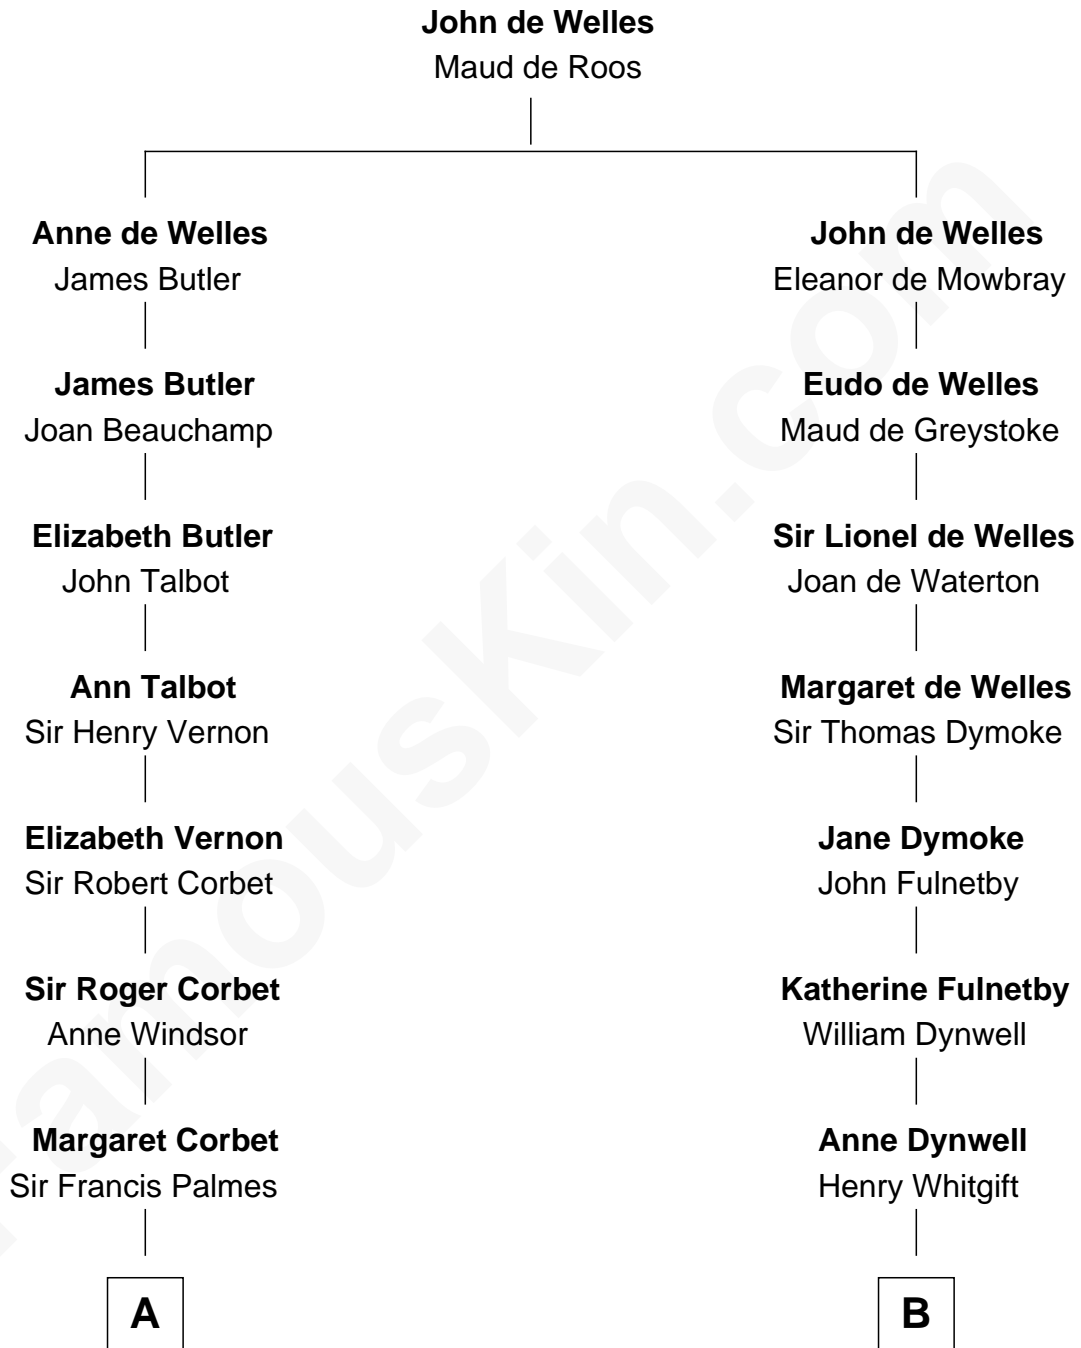 John de Welles
Maud de Roos
Anne de Welles
James Butler
John de Welles
Eleanor de Mowbray
James Butler
Joan Beauchamp
Eudo de Welles
Maud de Greystoke
Elizabeth Butler
John Talbot
Sir Lionel de Welles
Joan de Waterton
Ann Talbot
Sir Henry Vernon
Margaret de Welles
Sir Thomas Dymoke
Elizabeth Vernon
Sir Robert Corbet
Jane Dymoke
John Fulnetby
Sir Roger Corbet
Anne Windsor
Katherine Fulnetby
William Dynwell
Margaret Corbet
Sir Francis Palmes
Anne Dynwell
Henry Whitgift
A
B
FamousKin.com